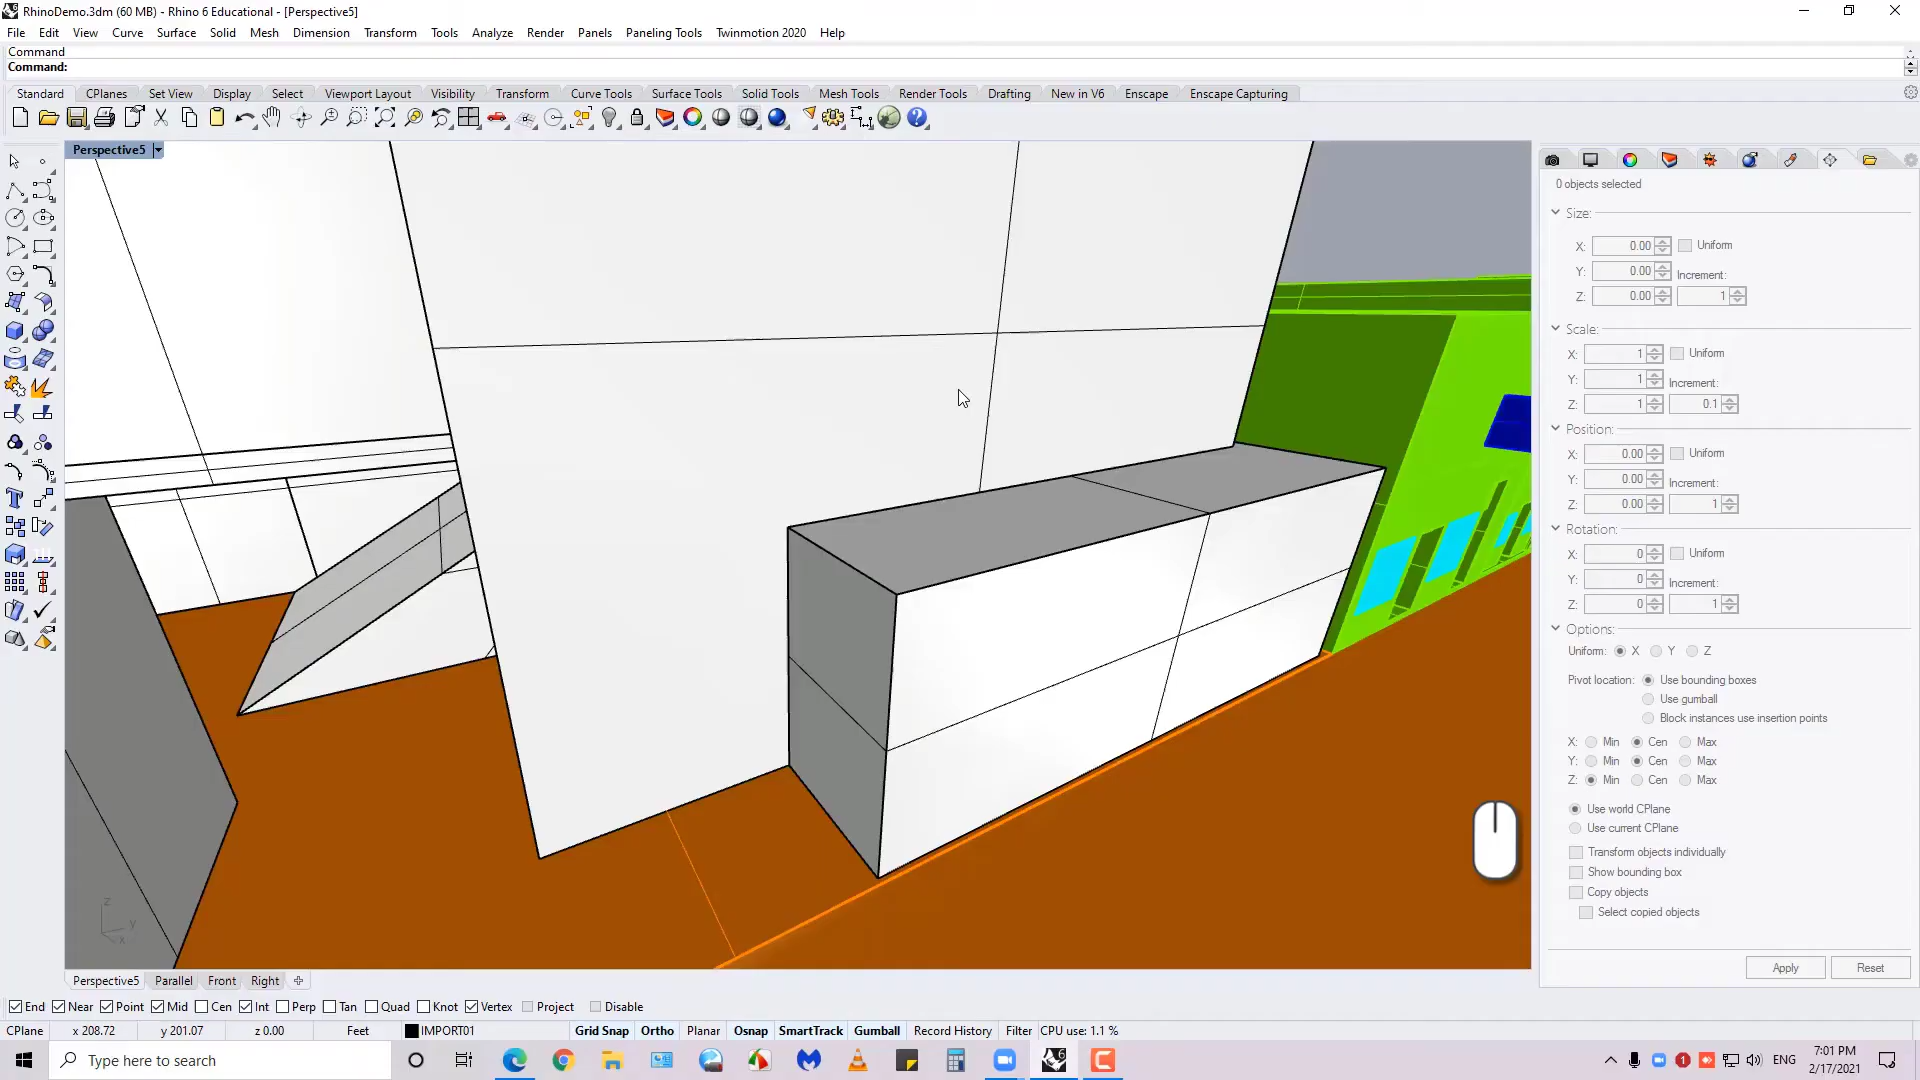 RhinoDemo.3dm (60 MB) - Rhino 6 Educational - [Perspective5]
File Edit View Curve Surface Solid Mesh Dimension Transform Tools Analyze Render Panels Paneling Tools Twinmotion 2020 Help
Command
Command:
Standard CPlanes Set View Display Select Viewport Layout Visibility Transform Curve Tools Surface Tools Solid Tools Mesh Tools Render Tools Drafting New in V6 Enscape Enscape Capturing
Perspective5
0 objects selected
Size:
X: 0.00 Uniform
Y: 0.00 Increment:
Z: 0.00 1
Scale:
X: 1 Uniform
Y: 1 Increment:
Z: 1 0.1
Position:
X: 0.00 Uniform
Y: 0.00 Increment:
Z: 0.00 1
Rotation:
X: 0 Uniform
Y: 0 Increment:
Z: 0 1
Options:
Uniform: X Y Z
Pivot location: Use bounding boxes
Use gumball
Block instances use insertion points
X: Min Cen Max
Y: Min Cen Max
Z: Min Cen Max
Use world CPlane
Use current CPlane
Transform objects individually
Show bounding box
Copy objects
Select copied objects
z
y
x
Apply Reset
Perspective5 Parallel Front Right
End Near Point Mid Cen Int Perp Tan Quad Knot Vertex Project Disable
CPlane x 208.72 y 201.07 z 0.00 Feet IMPORT01 Grid Snap Ortho Planar Osnap SmartTrack Gumball Record History Filter CPU use: 1.1 %
Type here to search
ENG
7:01 PM
2/17/2021